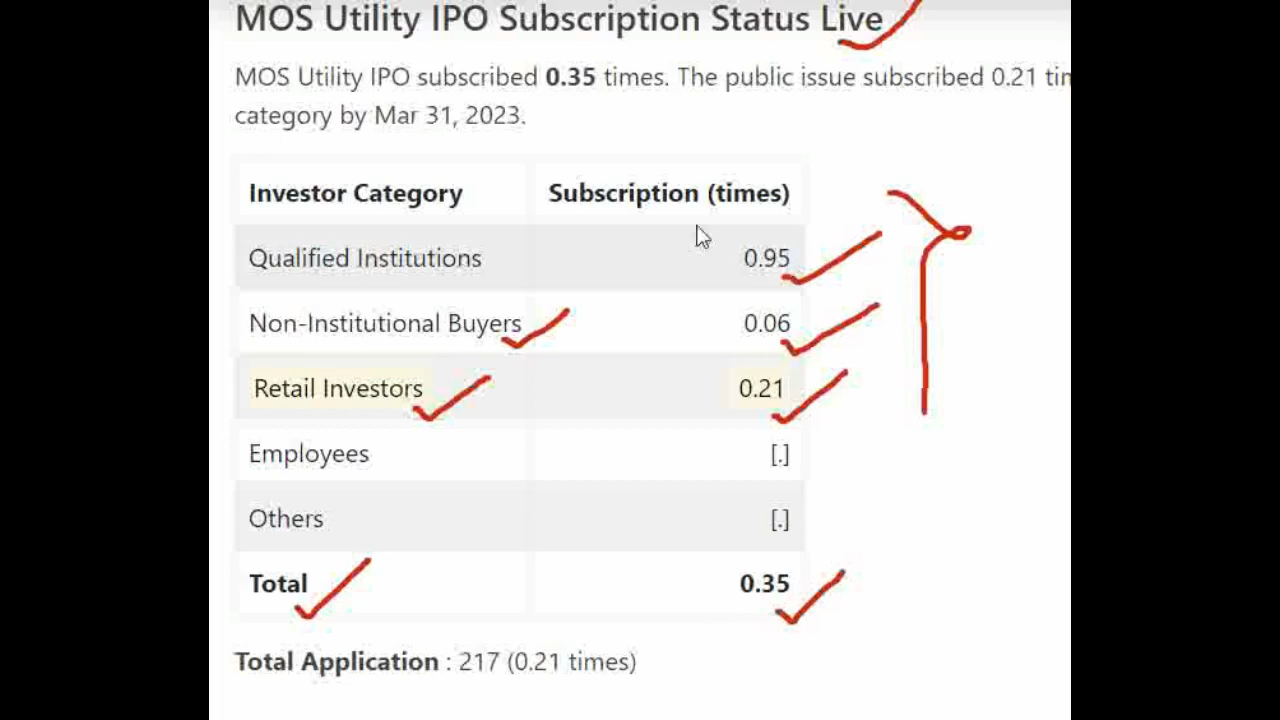 MOS Utility IPO Subscription Status Live
MOS Utility IPO subscribed 0.35 times. The public issue subscribed 0.21
category by Mar 31, 2023.
Investor Category Subscription (times)
Qualified Institutions 0.95
Non-Institutional Buyers 0.06
Retail Investors 0.21
Employees [.]
Others [.]
Total 0.35
Total Application : 217 (0.21 times)